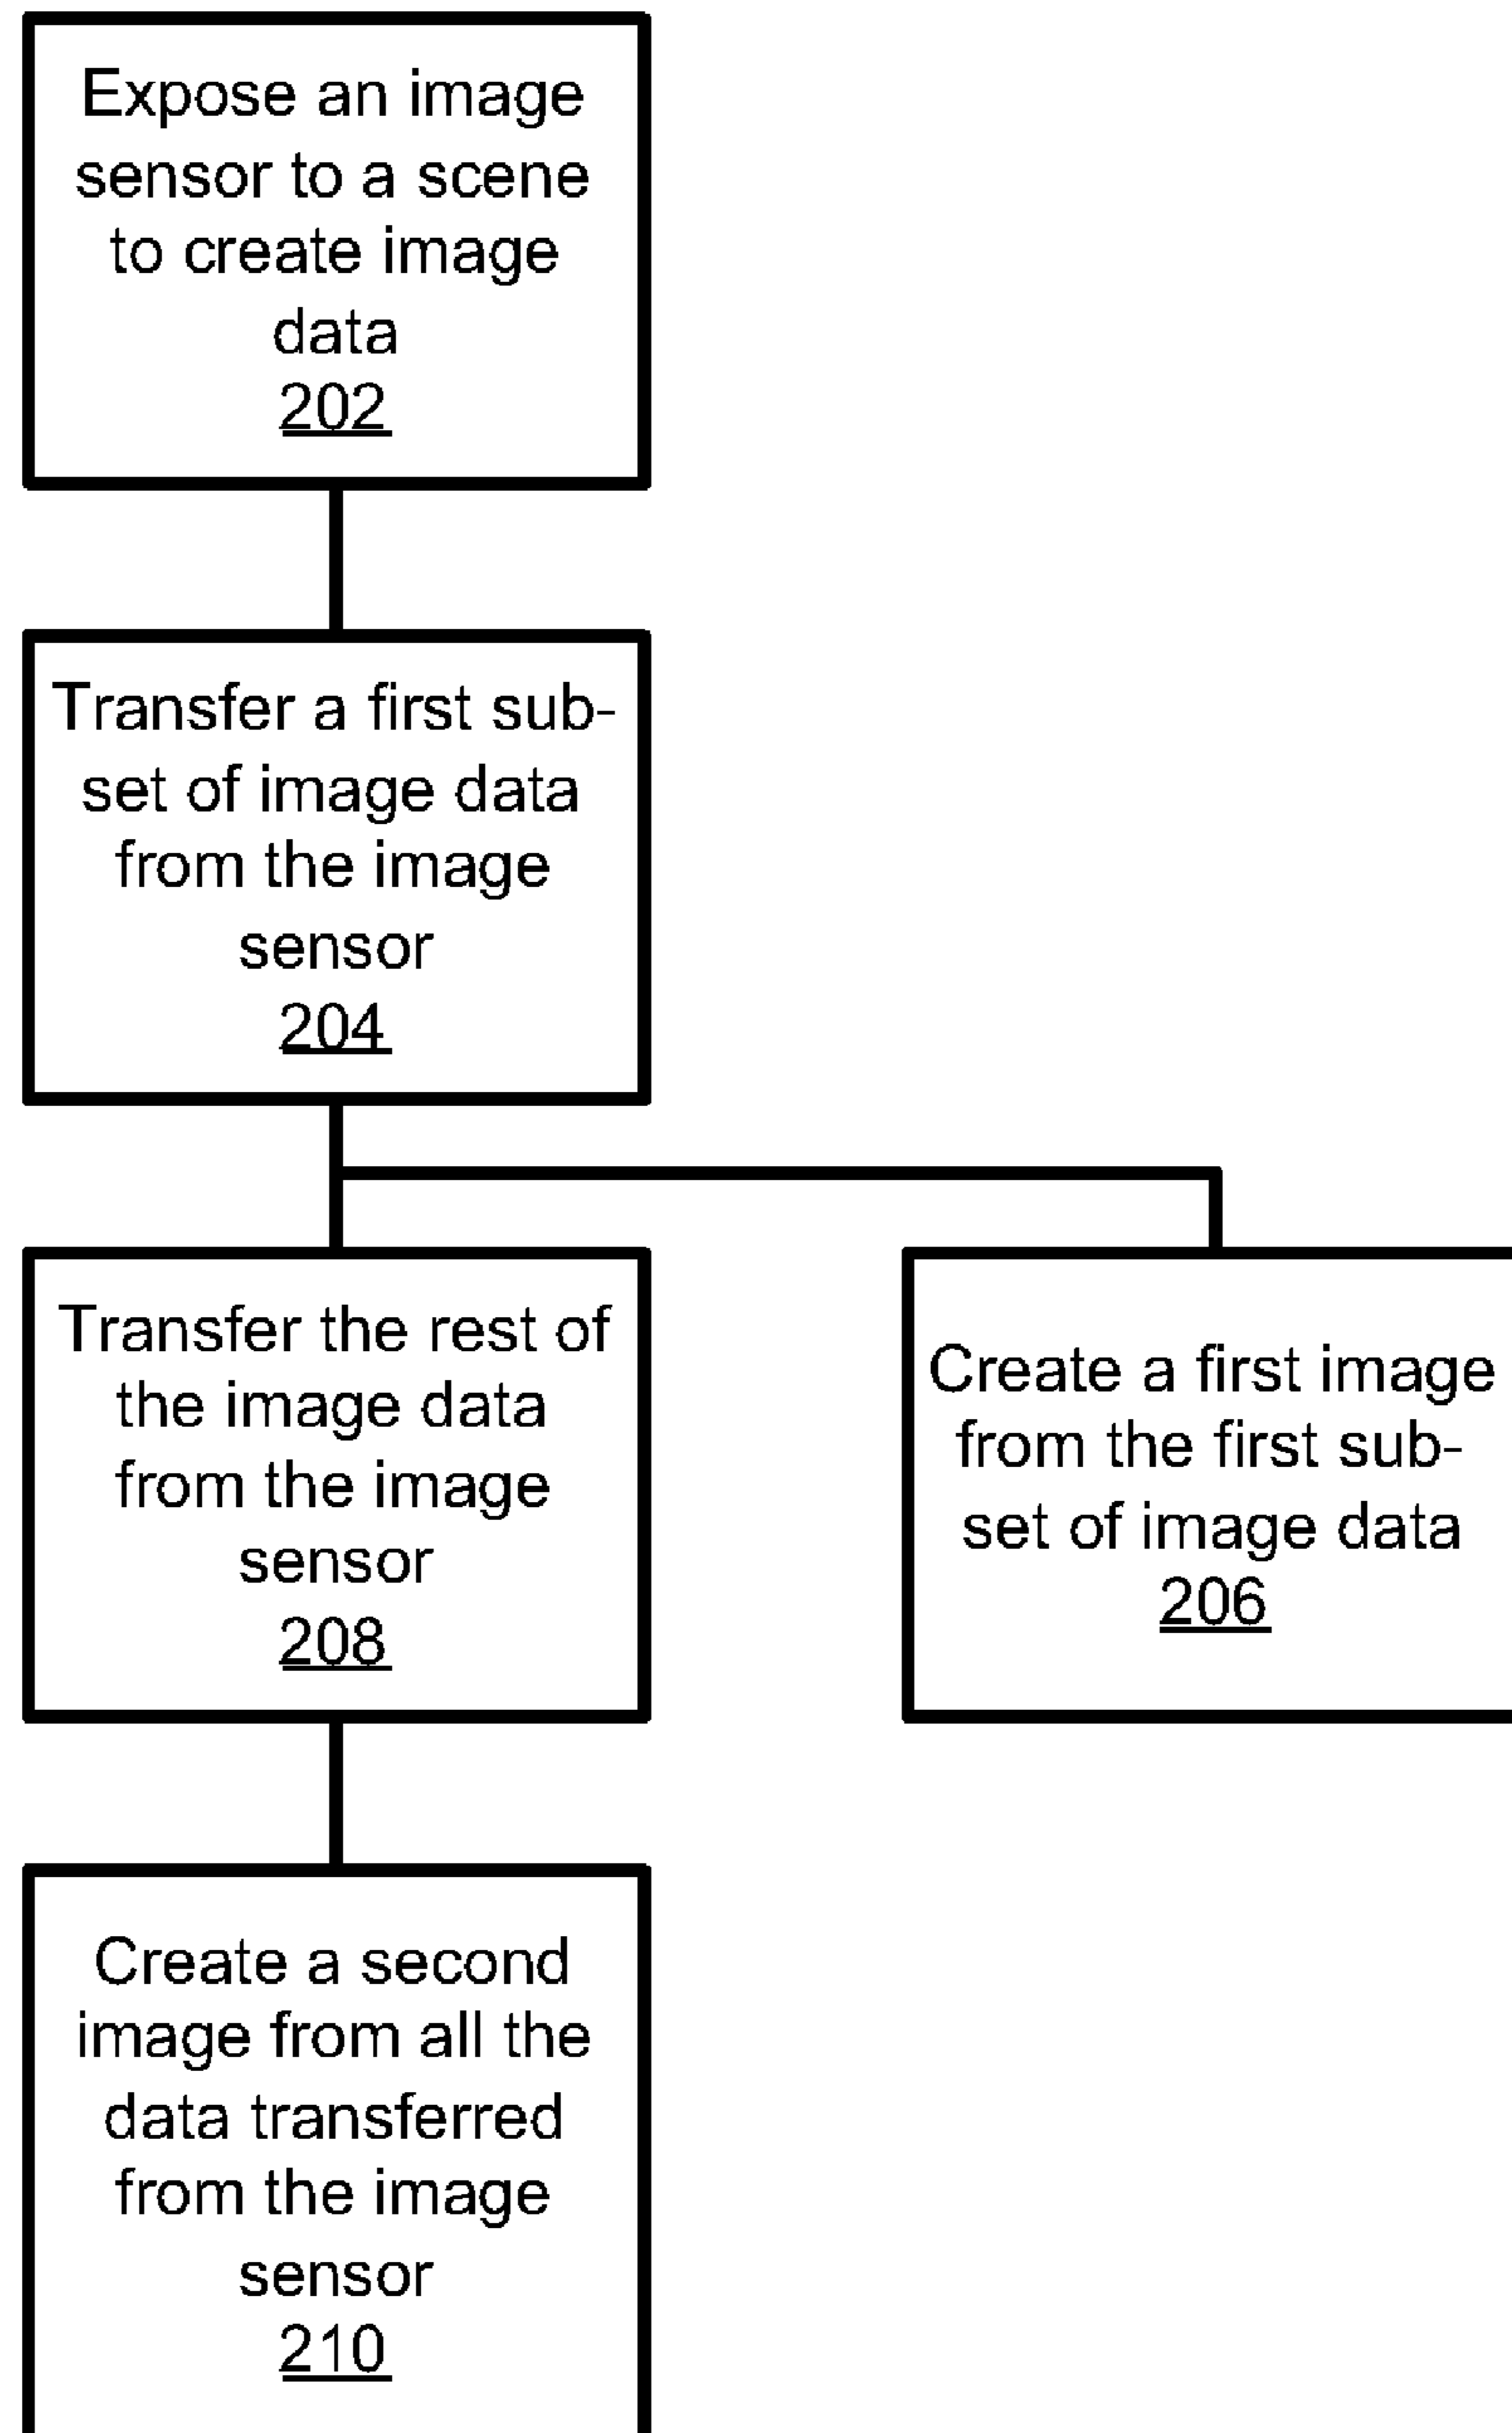 Expose an image
sensor to a scene
to create image
data
202
Transfer a first sub-
set of image data
from the image
sensor
204
Transfer the rest of
the image data
from the image
sensor
208
Create a first image
from the first sub-
set of image data
206
Create a second
image from all the
data transferred
from the image
sensor
210